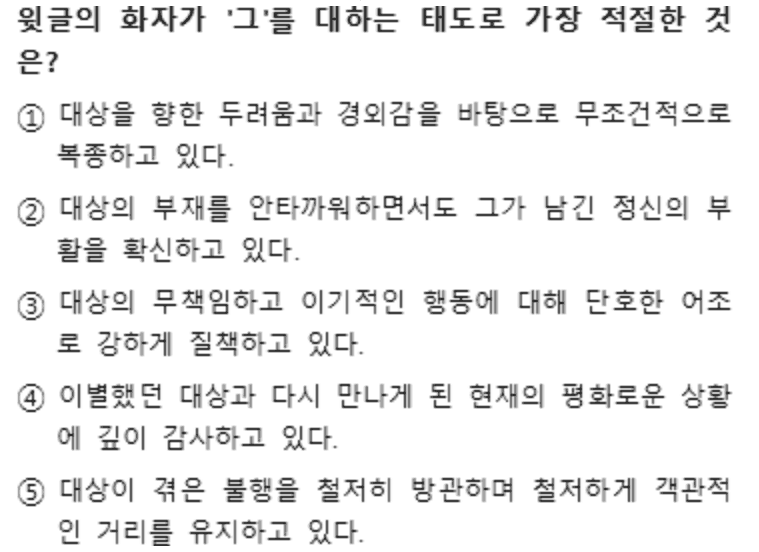 윗글의 화자가 '그'를 대하는 태도로 가장 적절한 것
은?
① 대상을 향한 두려움과 경외감을 바탕으로 무조건적으로
복종하고 있다.
② 대상의 부재를 안타까워하면서도 그가 남긴 정신의 부
활을 확신하고 있다.
③ 대상의 무책임하고 이기적인 행동에 대해 단호한 어조
로 강하게 질책하고 있다.
④ 이별했던 대상과 다시 만나게 된 현재의 평화로운 상황
에 깊이 감사하고 있다.
⑤ 대상이 겪은 불행을 철저히 방관하며 철저하게 객관적
인 거리를 유지하고 있다.